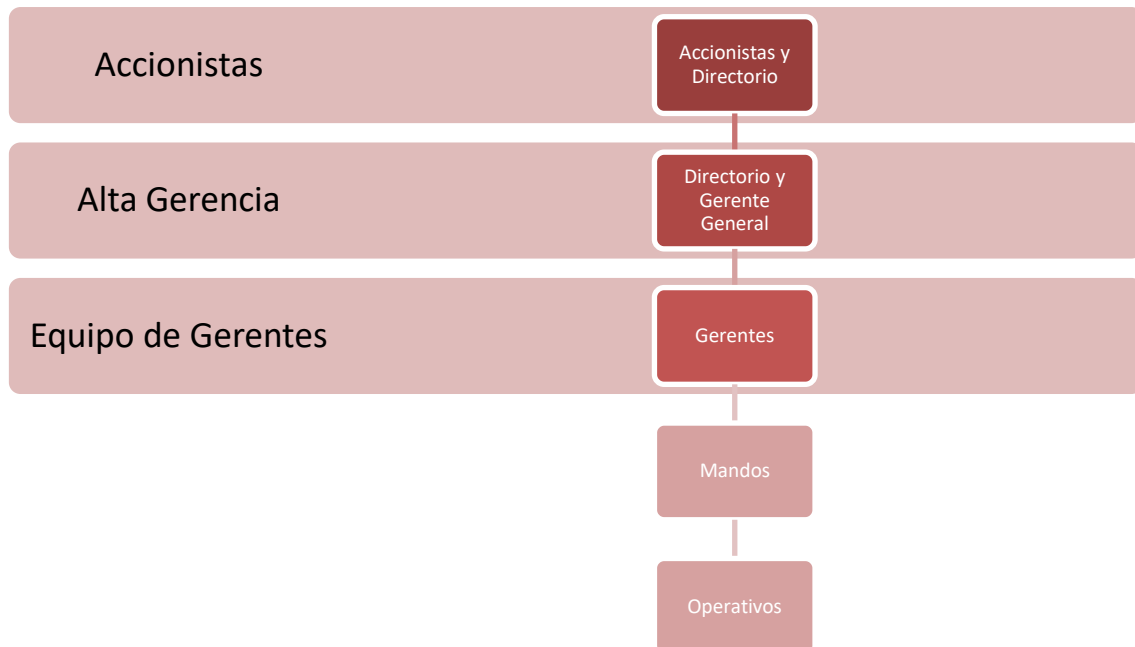 Accionistas
Accionistas y
Directorio
Alta Gerencia
Directorio y
Gerente
General
Equipo de Gerentes
Gerentes
Mandos
Operativos